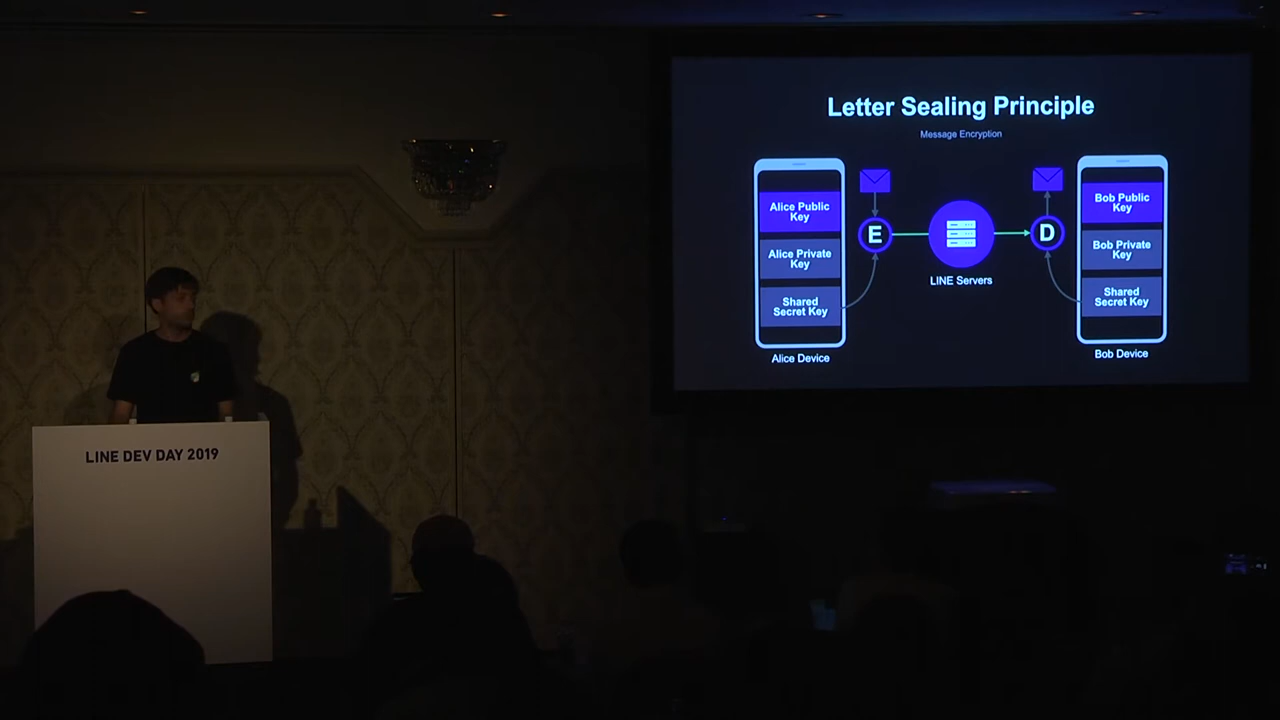 Letter Sealing Principle
Message Encryption
Alice Public
Key
Alice Private
Key
Shared
Secret Key
Alice Device
E
LINE Servers
D
Bob Public
Key
Bob Private
Key
Shared
Secret Key
Bob Device
LINE DEV DAY 2019